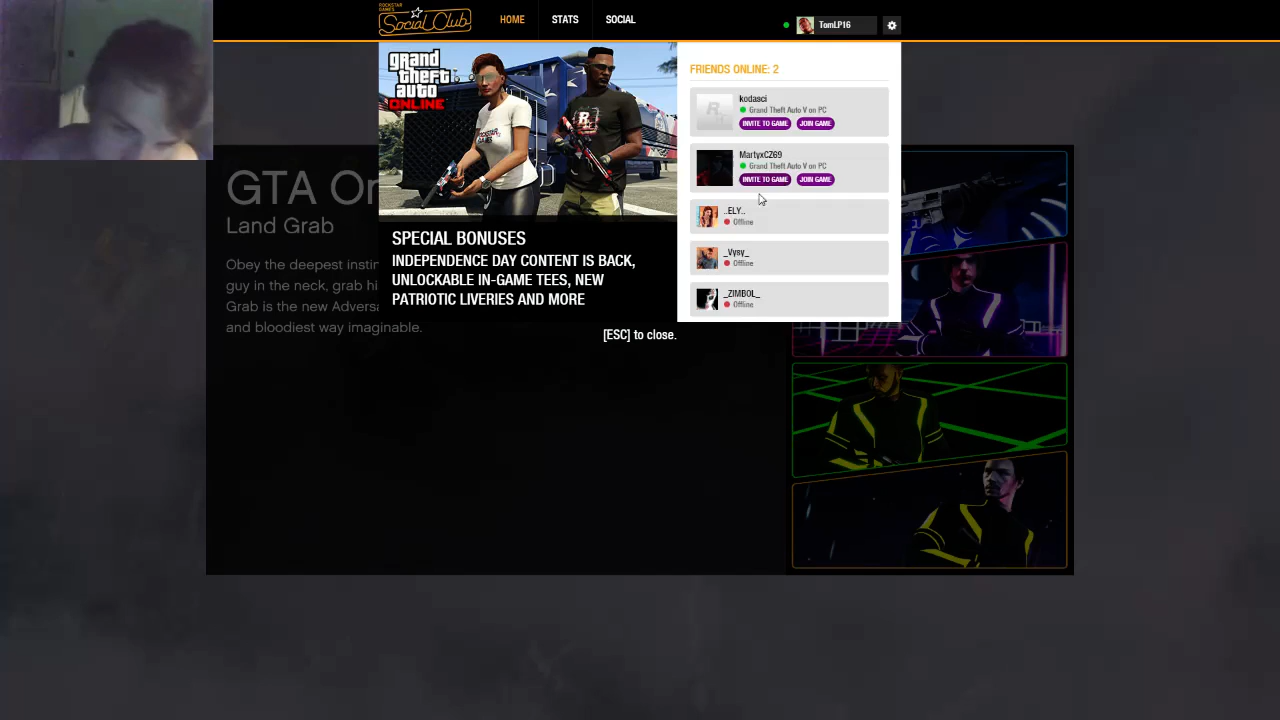 ROCKSTAR
GAMES
Social Club
HOME
STATS
SOCIAL
TomLP16
grand
theft
auto
ONLINE
SPECIAL BONUSES
INDEPENDENCE DAY CONTENT IS BACK,
UNLOCKABLE IN-GAME TEES, NEW
PATRIOTIC LIVERIES AND MORE
[ESC] to close.
FRIENDS ONLINE: 2
kodasci
Grand Theft Auto V on PC
INVITE TO GAME JOIN GAME
MartyxCZ69
Grand Theft Auto V on PC
INVITE TO GAME JOIN GAME
..ELY..
Offline
_Vysy_
Offline
_ZIMBOL_
Offline
GTA On
Land Grab
Obey the deepest instin
guy in the neck, grab hi
Grab is the new Adversa
and bloodiest way imaginable.